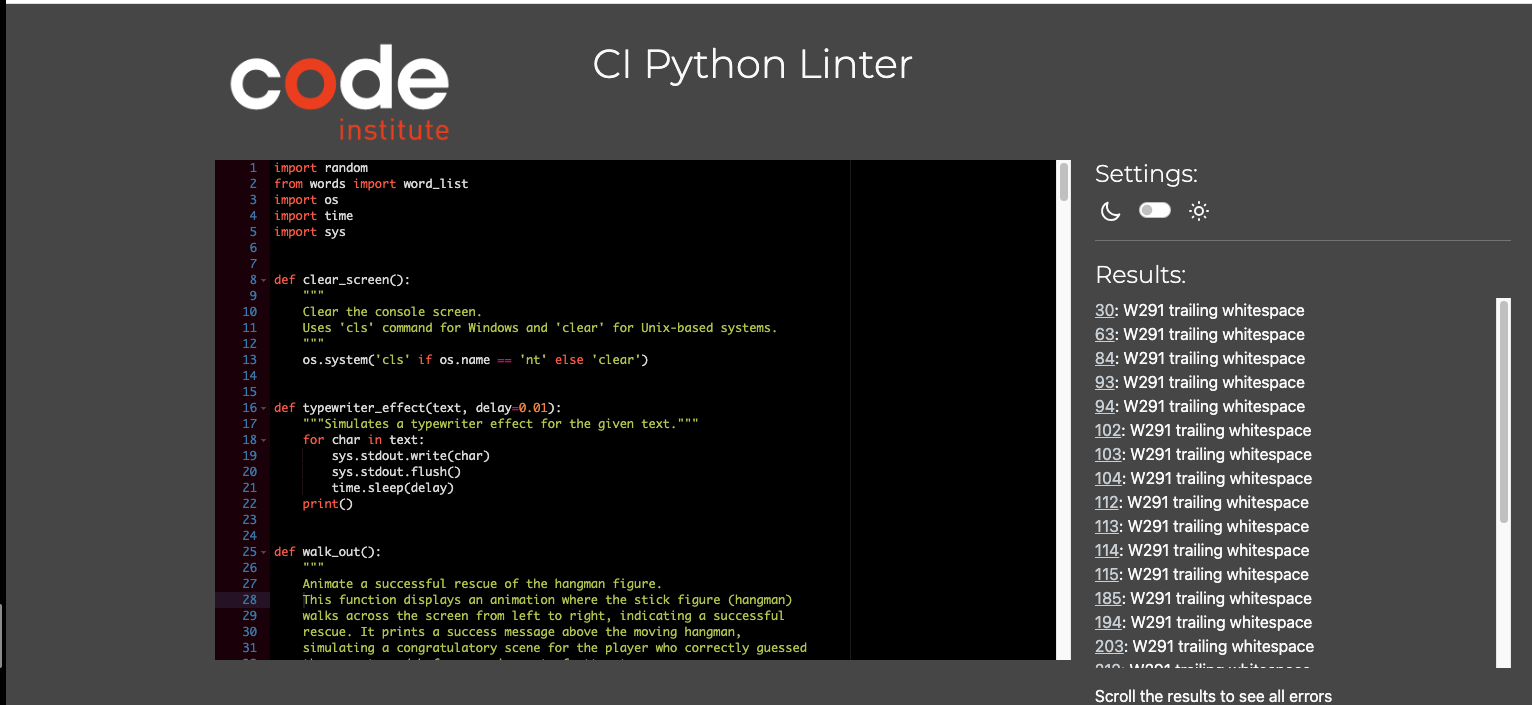 code
institute
CI Python Linter
1 import random
2 from words import word_list
3 import os
4 import time
5 import sys
6
7
8 def clear_screen():
9     """
10     Clear the console screen.
11     Uses 'cls' command for Windows and 'clear' for Unix-based systems.
12     """
13     os.system('cls' if os.name == 'nt' else 'clear')
14
15
16 def typewriter_effect(text, delay=0.01):
17     """Simulates a typewriter effect for the given text."""
18     for char in text:
19         sys.stdout.write(char)
20         sys.stdout.flush()
21         time.sleep(delay)
22     print()
23
24
25 def walk_out():
26     """
27     Animate a successful rescue of the hangman figure.
28     This function displays an animation where the stick figure (hangman)
29     walks across the screen from left to right, indicating a successful
30     rescue. It prints a success message above the moving hangman,
31     simulating a congratulatory scene for the player who correctly guessed
Settings:
Results:
30: W291 trailing whitespace
63: W291 trailing whitespace
84: W291 trailing whitespace
93: W291 trailing whitespace
94: W291 trailing whitespace
102: W291 trailing whitespace
103: W291 trailing whitespace
104: W291 trailing whitespace
112: W291 trailing whitespace
113: W291 trailing whitespace
114: W291 trailing whitespace
115: W291 trailing whitespace
185: W291 trailing whitespace
194: W291 trailing whitespace
203: W291 trailing whitespace
W291 trailing whitespace
Scroll the results to see all errors